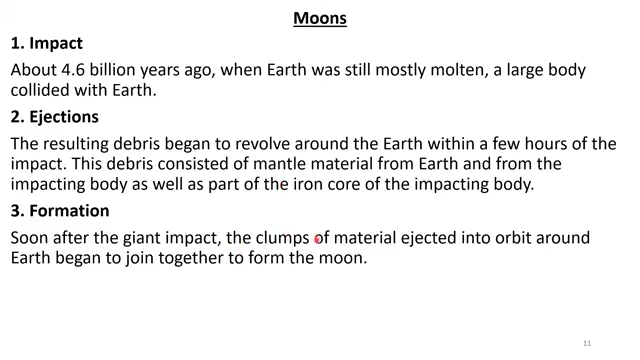 Moons
1. Impact
About 4.6 billion years ago, when Earth was still mostly molten, a large body
collided with Earth.
2. Ejections
The resulting debris began to revolve around the Earth within a few hours of the
impact. This debris consisted of mantle material from Earth and from the
impacting body as well as part of the iron core of the impacting body.
3. Formation
Soon after the giant impact, the clumps of material ejected into orbit around
Earth began to join together to form the moon.
11